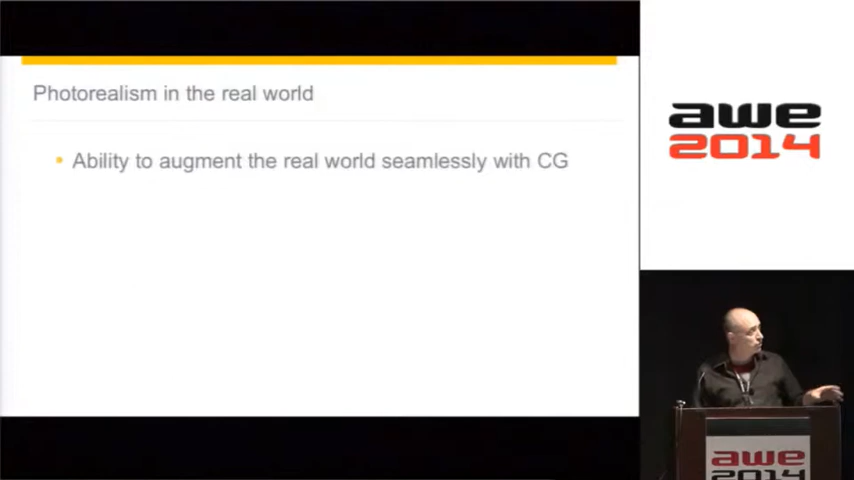 Photorealism in the real world
• Ability to augment the real world seamlessly with CG
awe
2014
awe
2014